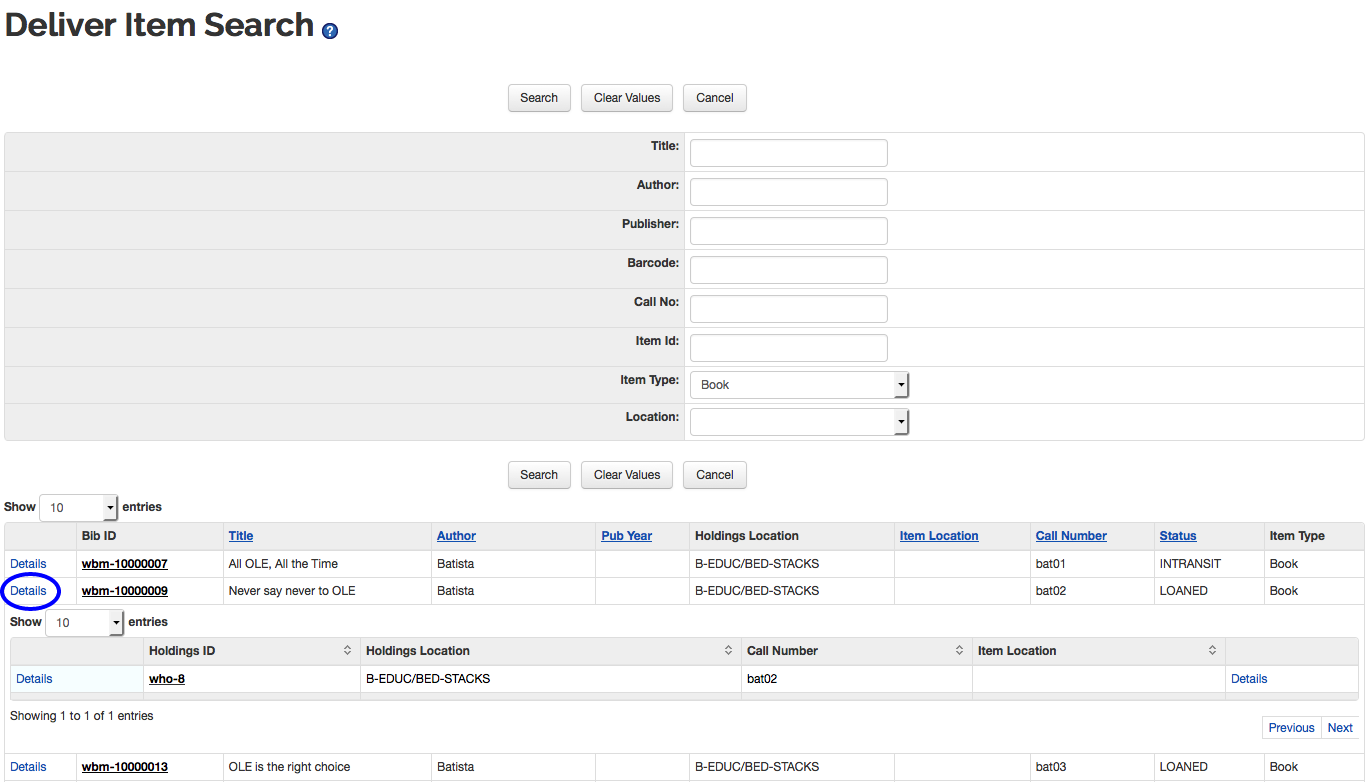 Deliver Item Search ?
Search Clear Values Cancel
Title:
Author:
Publisher:
Barcode:
Call No:
Item Id:
Item Type: Book
Location:
Search Clear Values Cancel
Show 10 entries
Bib ID Title Author Pub Year Holdings Location Item Location Call Number Status Item Type
Details wbm-10000007 All OLE, All the Time Batista B-EDUC/BED-STACKS bat01 INTRANSIT Book
Details wbm-10000009 Never say never to OLE Batista B-EDUC/BED-STACKS bat02 LOANED Book
Show 10 entries
Holdings ID Holdings Location Call Number Item Location
Details who-8 B-EDUC/BED-STACKS bat02 Details
Showing 1 to 1 of 1 entries
Previous Next
Details wbm-10000013 OLE is the right choice Batista B-EDUC/BED-STACKS bat03 LOANED Book